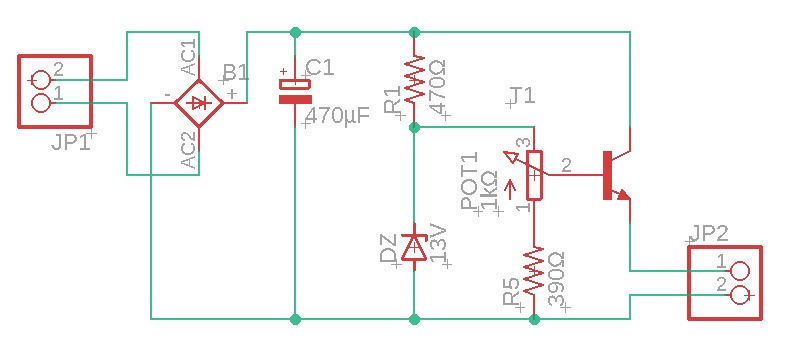 JP1
2
1
AC1
AC2
B1
-
+
+
C1
470µF
R1
470Ω
T1
3
2
1
POT1
1kΩ
DZ
13V
R5
390Ω
JP2
1
2